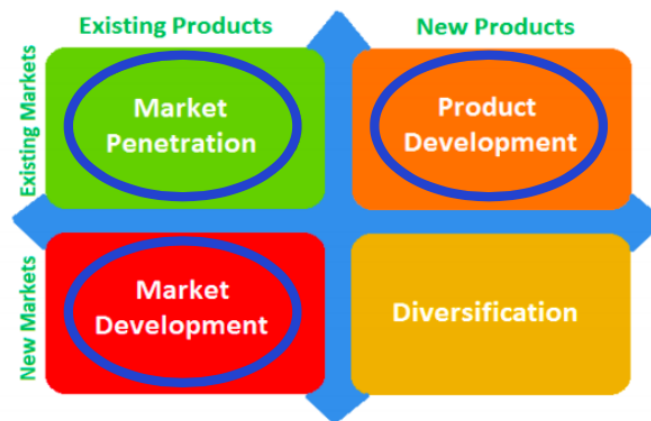 Existing Products
New Products
Existing Markets
Market
Penetration
Product
Development
New Markets
Market
Development
Diversification